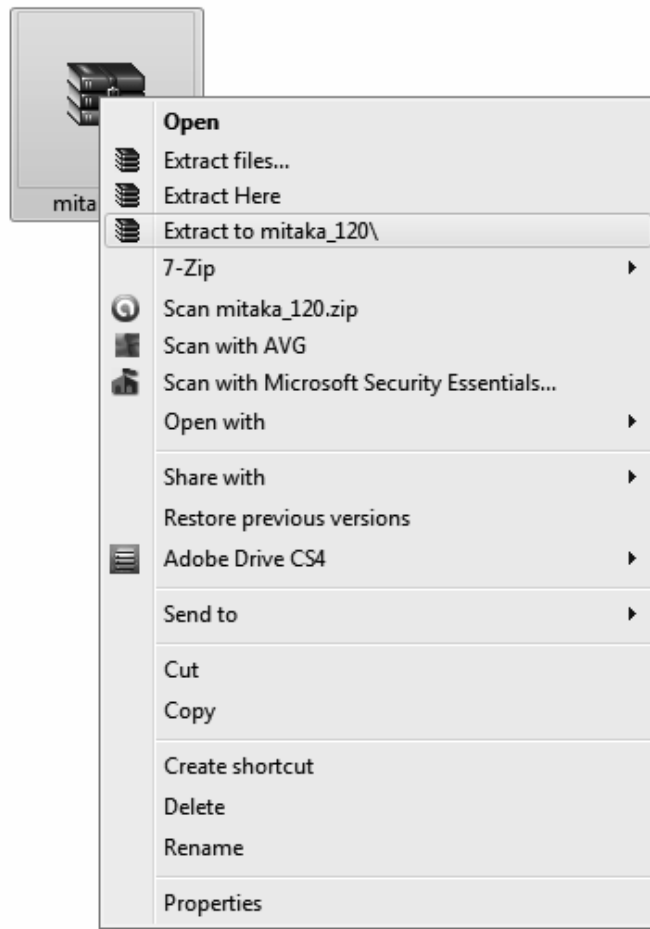 mita
Open
Extract files...
Extract Here
Extract to mitaka_120\
7-Zip
Scan mitaka_120.zip
Scan with AVG
Scan with Microsoft Security Essentials...
Open with
Share with
Restore previous versions
Adobe Drive CS4
Send to
Cut
Copy
Create shortcut
Delete
Rename
Properties